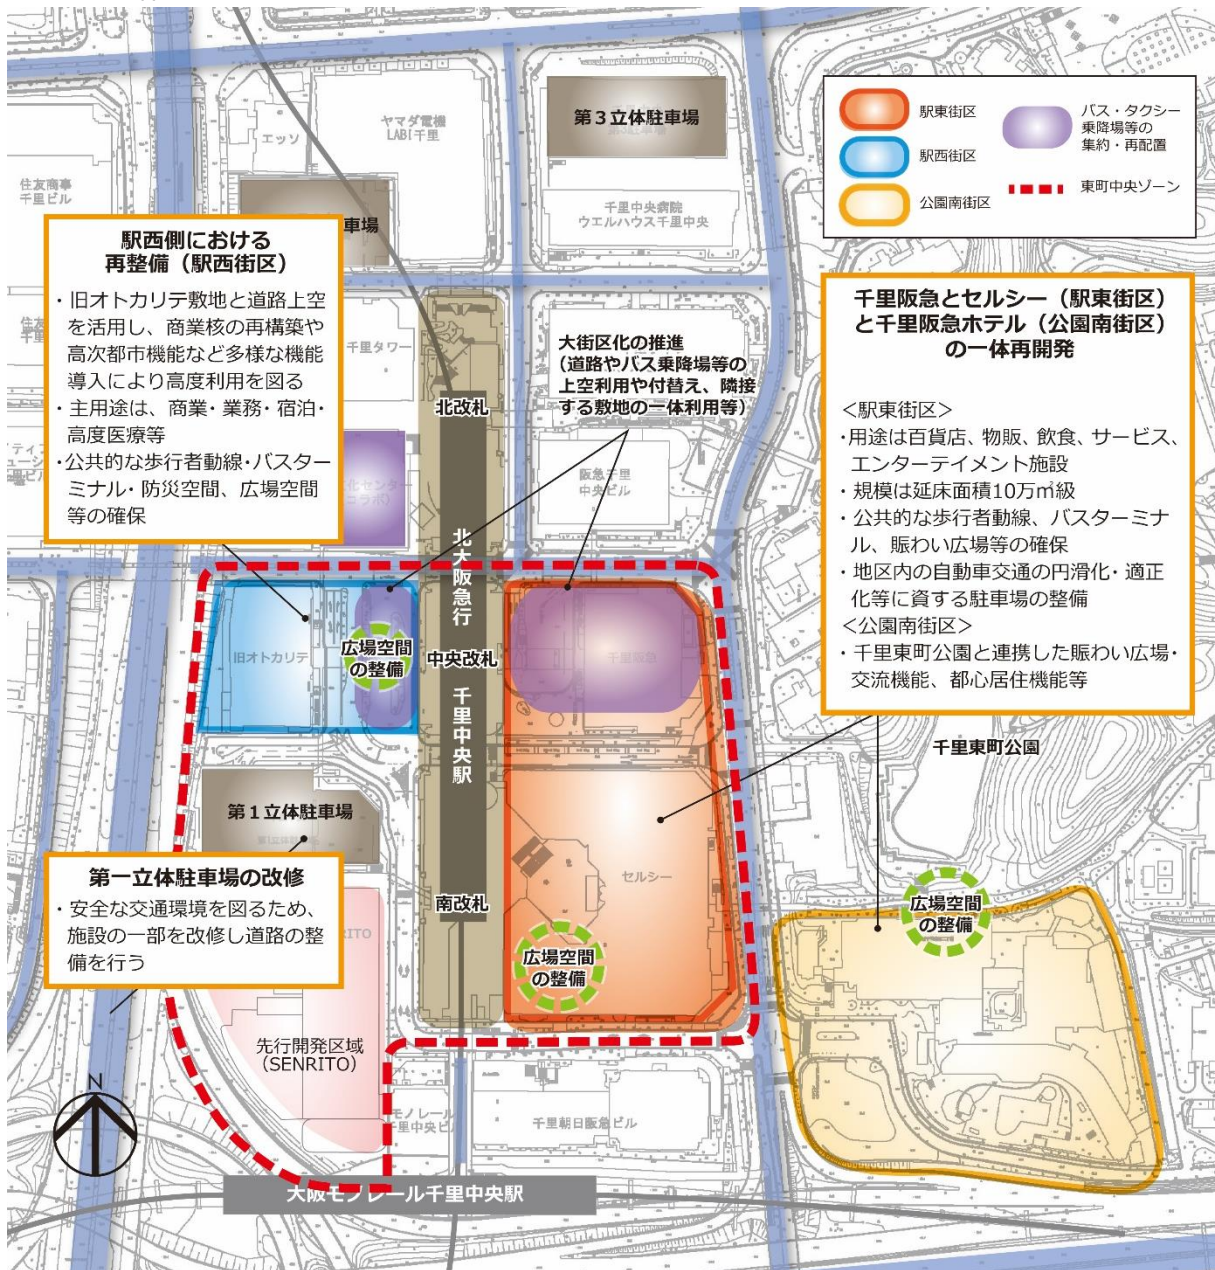 第3立体駐車場
ヤマダ電機
LABI千里
エッソ
住友商事
千里ビル
千里中央病院
ウエルハウス千里中央
駅東街区
駅西街区
公園南街区
バス・タクシー
乗降場等の
集約・再配置
東町中央ゾーン
車場
駅西側における
再整備（駅西街区）
・旧オトカリテ敷地と道路上空
を活用し、商業核の再構築や
高次都市機能など多様な機能
導入により高度利用を図る
・主用途は、商業・業務・宿泊・
高度医療等
・公共的な歩行者動線・バスター
ミナル・防災空間、広場空間
等の確保
千里タワー
大街区化の推進
（道路やバス乗降場等の
上空利用や付替え、隣接
する敷地の一体利用等）
千里阪急とセルシー（駅東街区）
と千里阪急ホテル（公園南街区）
の一体再開発
＜駅東街区＞
・用途は百貨店、物販、飲食、サービス、
エンターテイメント施設
・規模は延床面積10万㎡級
・公共的な歩行者動線、バスターミナ
ル、賑わい広場等の確保
・地区内の自動車交通の円滑化・適正
化等に資する駐車場の整備
＜公園南街区＞
・千里東町公園と連携した賑わい広場・
交流機能、都心居住機能等
北改札
阪急千里
中央ビル
北大阪急行
千里中央駅
中央改札
南改札
旧オトカリテ
広場空間
の整備
千里阪急
千里東町公園
第1立体駐車場
セルシー
第一立体駐車場の改修
・安全な交通環境を図るため、
施設の一部を改修し道路の整
備を行う
広場空間
の整備
広場空間
の整備
先行開発区域
（SENRITO）
N
モノレール
千里中央ビル
千里朝日阪急ビル
大阪モノレール千里中央駅